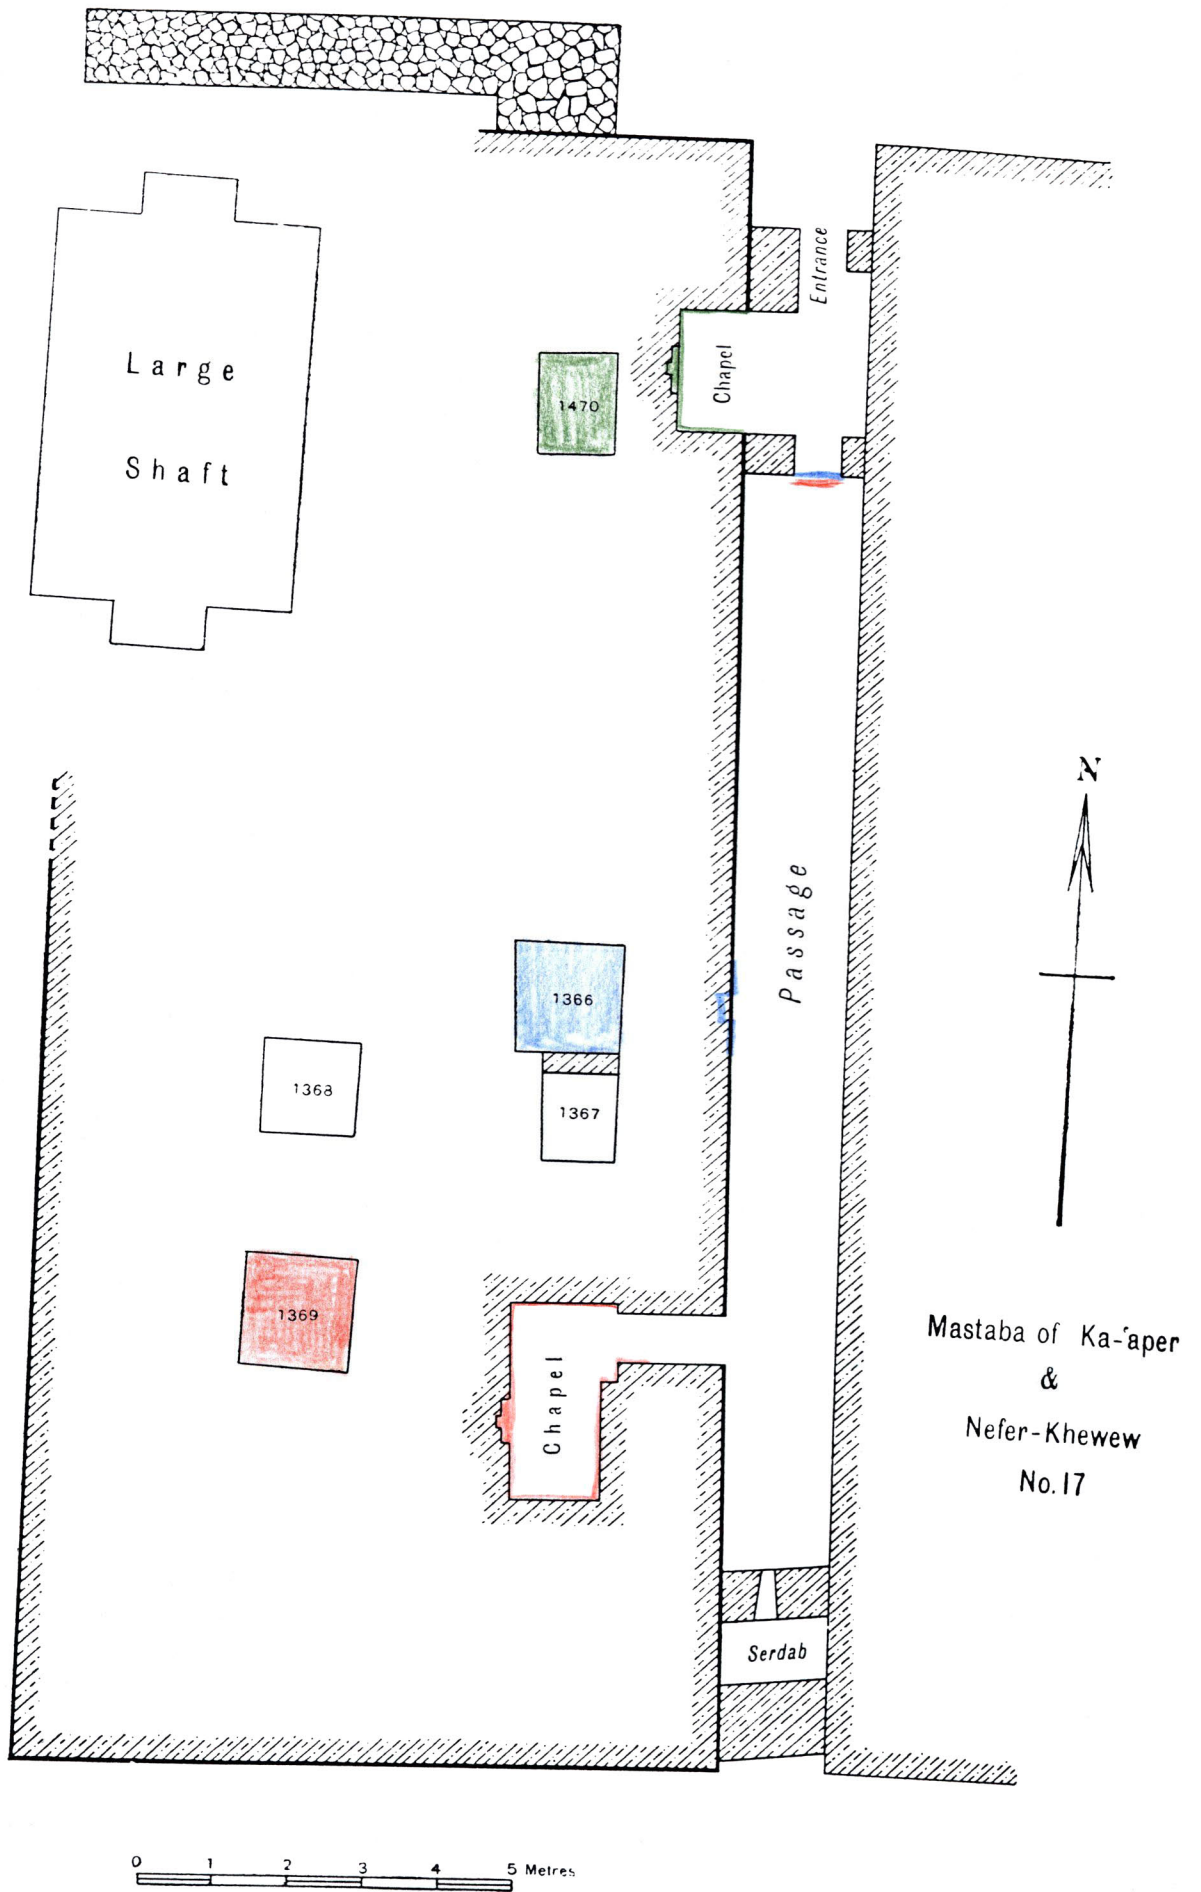 Entrance
Large
Shaft
Chapel
1470
N
Passage
1366
1368
1367
1369
Chapel
Mastaba of Ka-ʿaper
&
Nefer-Khewew
No. 17
Serdab
0 1 2 3 4 5 Metres